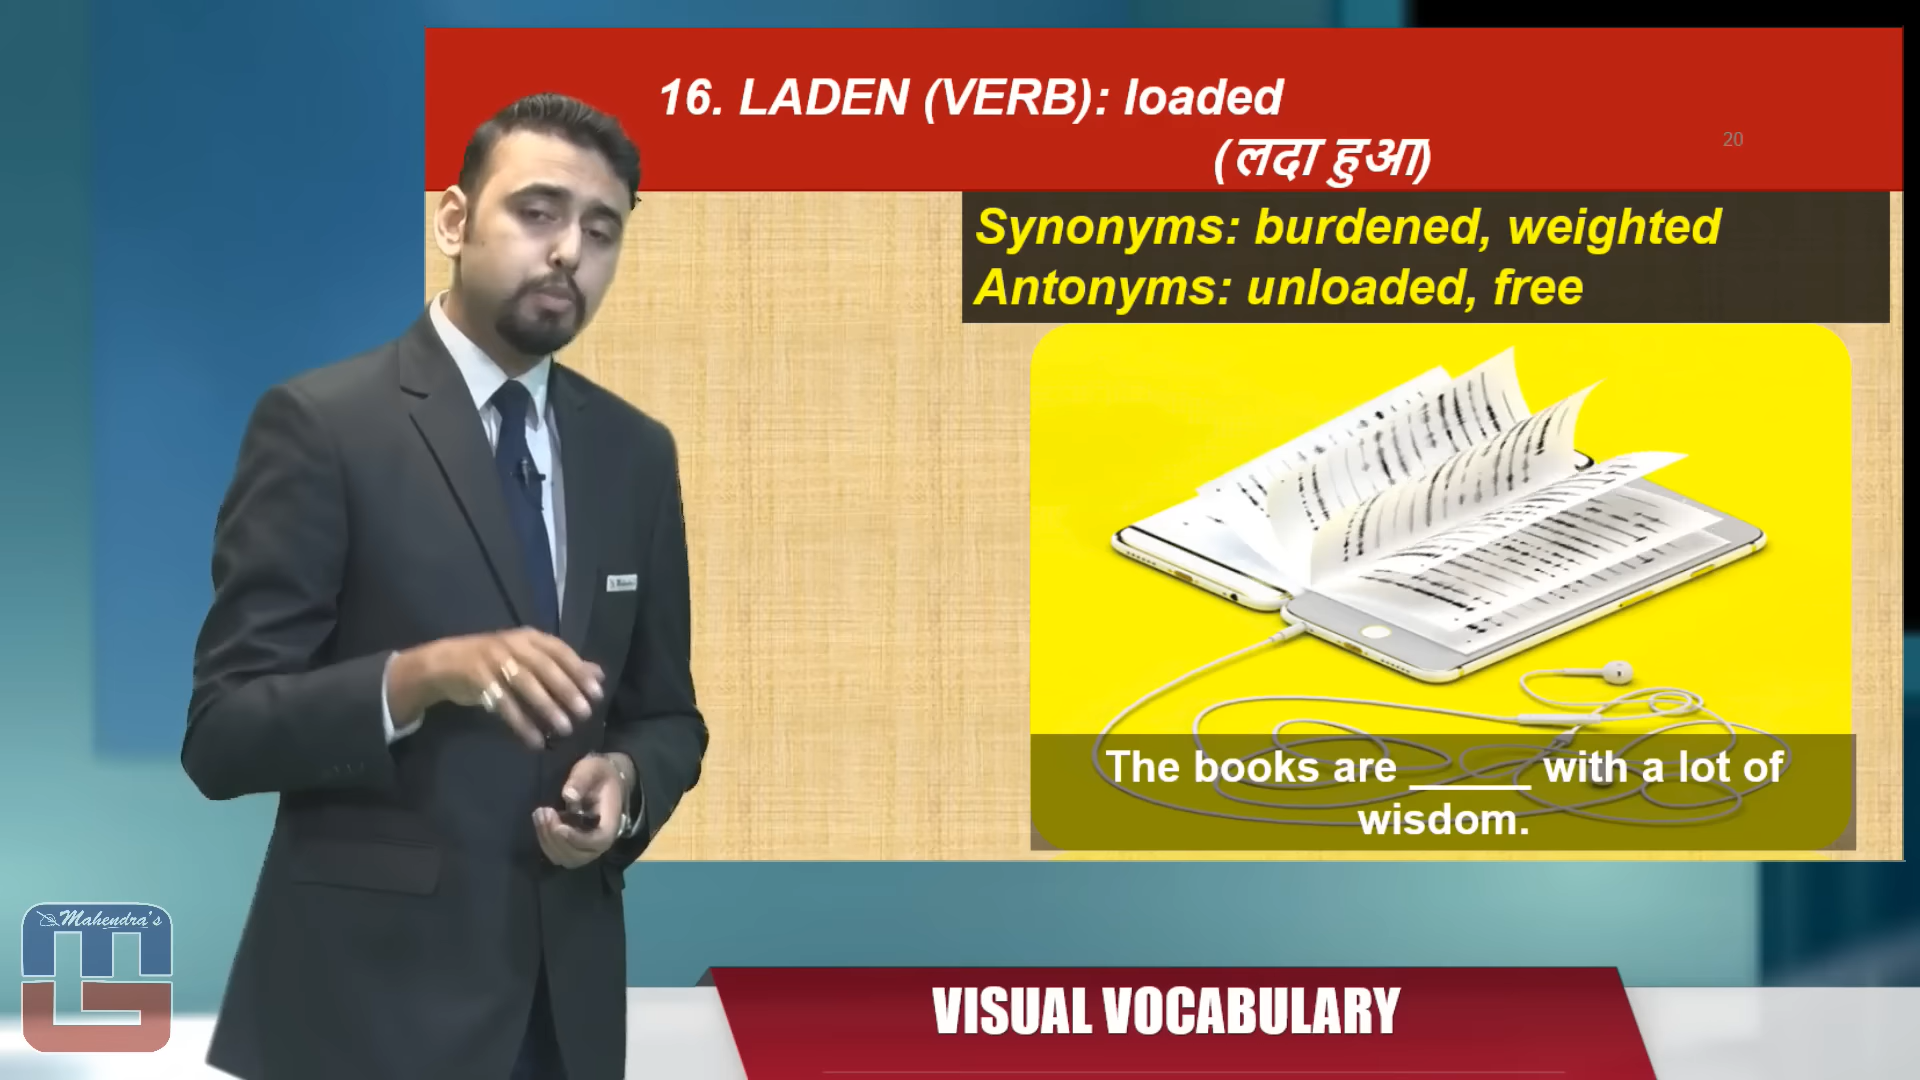 16. LADEN (VERB): loaded
(लदा हुआ)
20
Synonyms: burdened, weighted
Antonyms: unloaded, free
The books are _____ with a lot of
wisdom.
Mahendra's
VISUAL VOCABULARY